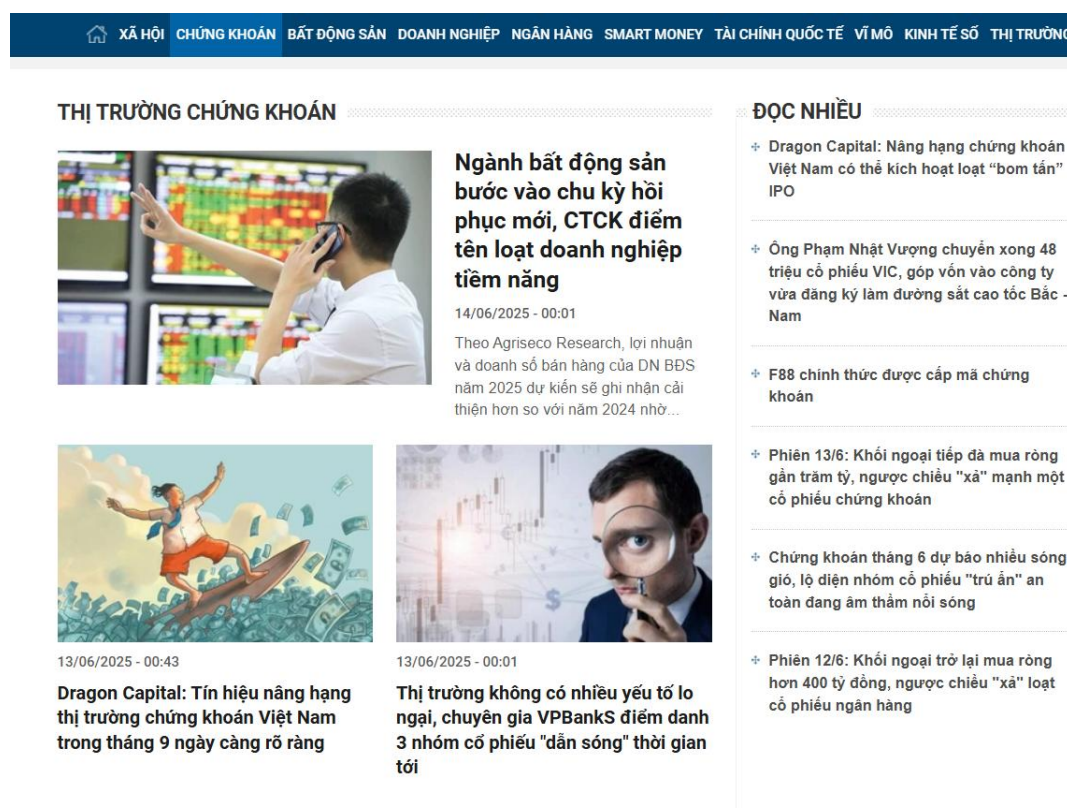 XÃ HỘI CHỨNG KHOÁN BẤT ĐỘNG SẢN DOANH NGHIỆP NGÂN HÀNG SMART MONEY TÀI CHÍNH QUỐC TẾ VĨ MÔ KINH TẾ SỐ THỊ TRƯỜNG
THỊ TRƯỜNG CHỨNG KHOÁN
Ngành bất động sản
bước vào chu kỳ hồi
phục mới, CTCK điểm
tên loạt doanh nghiệp
tiềm năng
14/06/2025 - 00:01
Theo Agriseco Research, lợi nhuận
và doanh số bán hàng của DN BĐS
năm 2025 dự kiến sẽ ghi nhận cải
thiện hơn so với năm 2024 nhờ...
13/06/2025 - 00:43
Dragon Capital: Tín hiệu nâng hạng
thị trường chứng khoán Việt Nam
trong tháng 9 ngày càng rõ ràng
13/06/2025 - 00:01
Thị trường không có nhiều yếu tố lo
ngại, chuyên gia VPBankS điểm danh
3 nhóm cổ phiếu "dẫn sóng" thời gian
tới
ĐỌC NHIỀU
Dragon Capital: Nâng hạng chứng khoán
Việt Nam có thể kích hoạt loạt “bom tấn”
IPO
Ông Phạm Nhật Vượng chuyển xong 48
triệu cổ phiếu VIC, góp vốn vào công ty
vừa đăng ký làm đường sắt cao tốc Bắc -
Nam
F88 chính thức được cấp mã chứng
khoán
Phiên 13/6: Khối ngoại tiếp đà mua ròng
gần trăm tỷ, ngược chiều "xả" mạnh một
cổ phiếu chứng khoán
Chứng khoán tháng 6 dự báo nhiều sóng
gió, lộ diện nhóm cổ phiếu "trú ẩn" an
toàn đang âm thầm nổi sóng
Phiên 12/6: Khối ngoại trở lại mua ròng
hơn 400 tỷ đồng, ngược chiều "xả" loạt
cổ phiếu ngân hàng